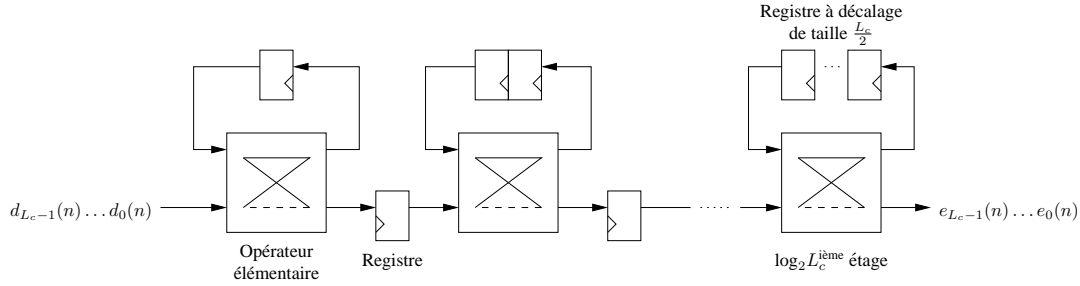 Registre à décalage
de taille $\frac{L_c}{2}$
$d_{L_c-1}(n) \ldots d_0(n)$
$e_{L_c-1}(n) \ldots e_0(n)$
Opérateur
élémentaire
Registre
$\log_2 L_c^{\text{ième}}$ étage